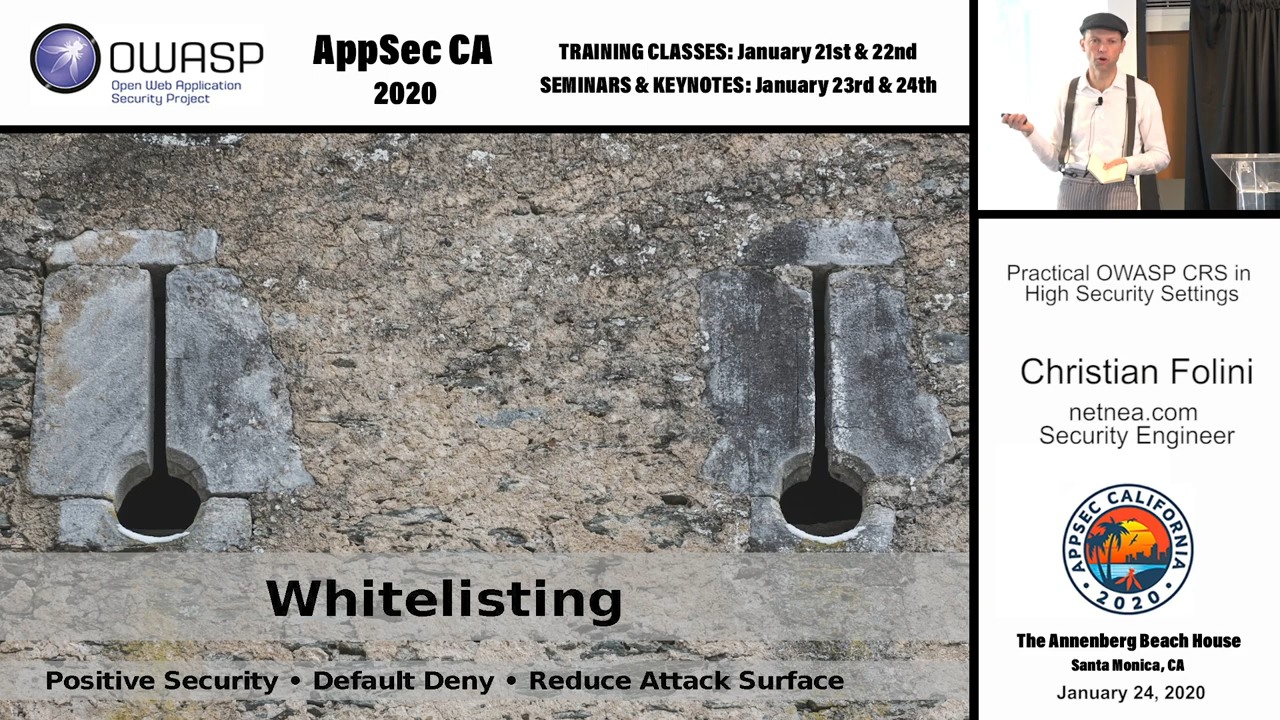 OWASP
Open Web Application
Security Project
AppSec CA
2020
TRAINING CLASSES: January 21st & 22nd
SEMINARS & KEYNOTES: January 23rd & 24th
Whitelisting
Positive Security • Default Deny • Reduce Attack Surface
Practical OWASP CRS in
High Security Settings
Christian Folini
netnea.com
Security Engineer
APPSEC CALIFORNIA
• 2020 •
The Annenberg Beach House
Santa Monica, CA
January 24, 2020